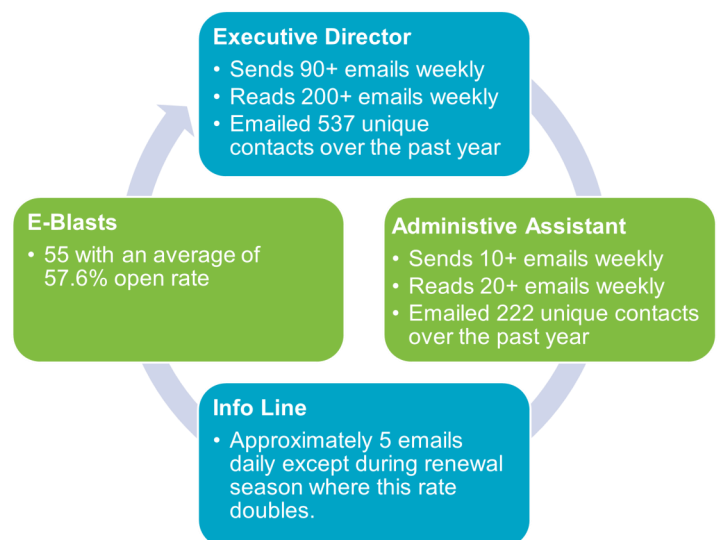 Executive Director
• Sends 90+ emails weekly
• Reads 200+ emails weekly
• Emailed 537 unique
contacts over the past year
E-Blasts
• 55 with an average of
57.6% open rate
Administive Assistant
• Sends 10+ emails weekly
• Reads 20+ emails weekly
• Emailed 222 unique contacts
over the past year
Info Line
• Approximately 5 emails
daily except during renewal
season where this rate
doubles.